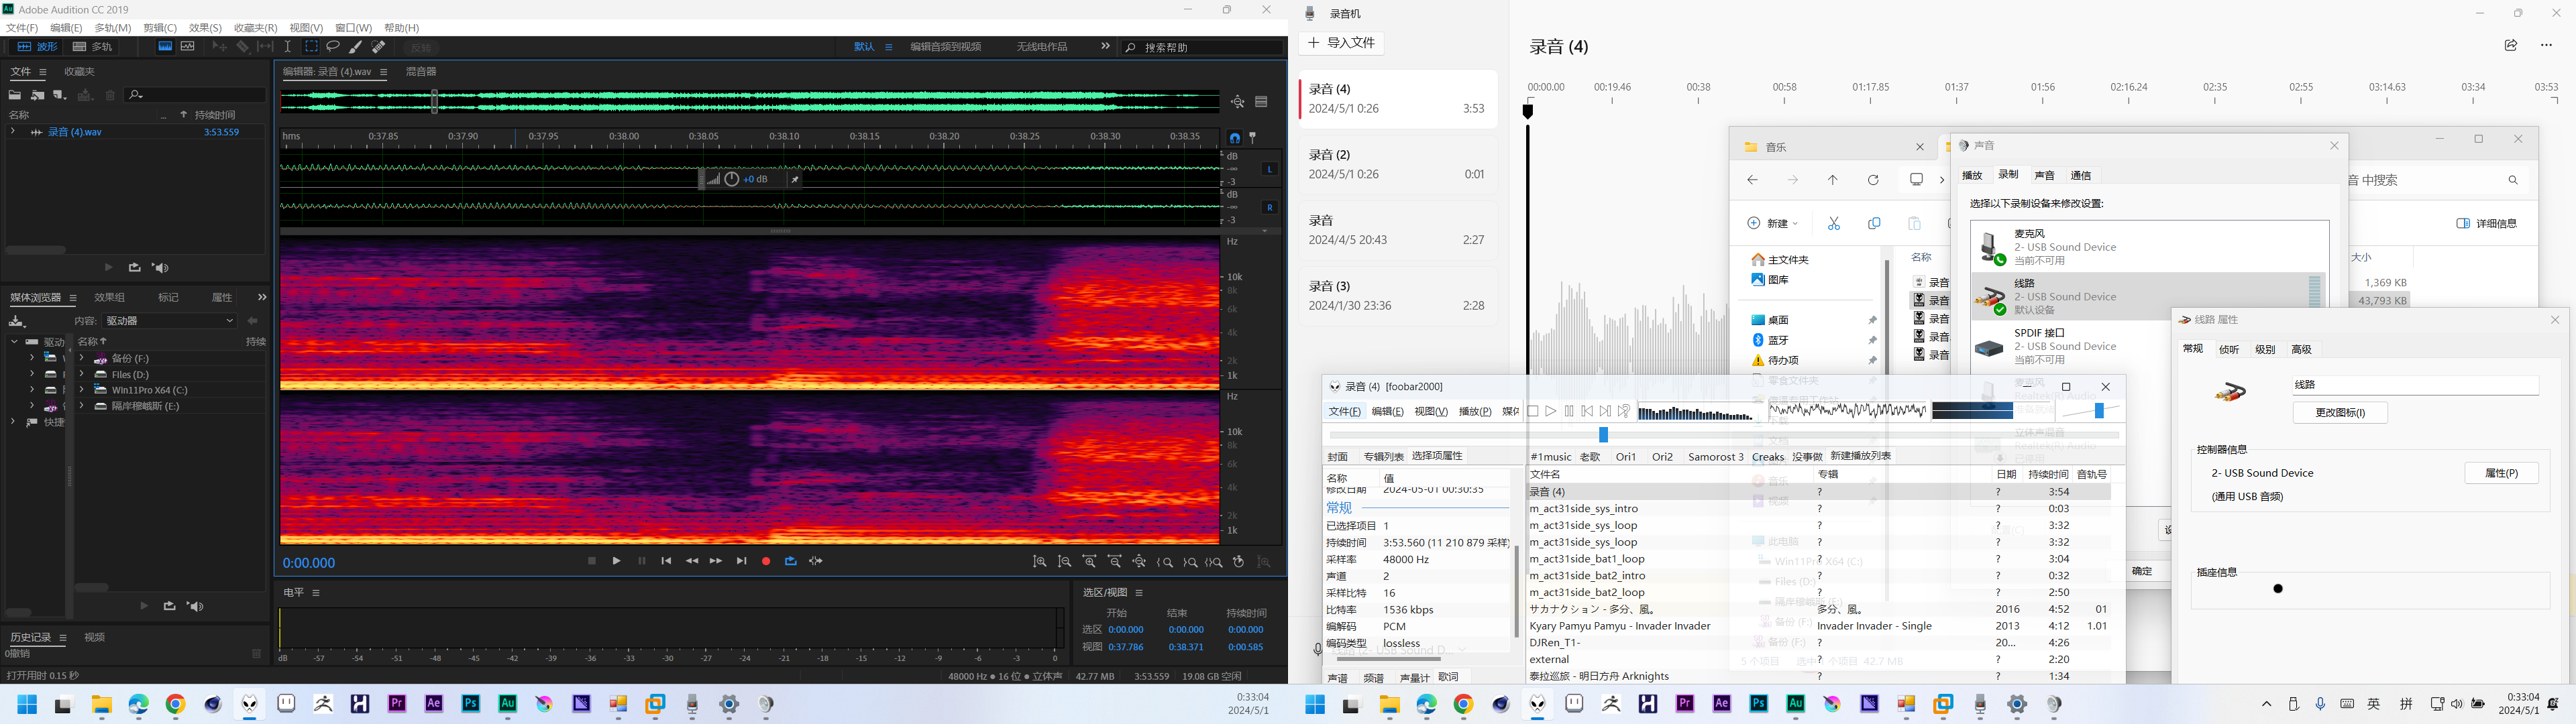 Adobe Audition CC 2019
文件(F) 编辑(E) 多轨(M) 剪辑(C) 效果(S) 收藏夹(R) 视图(V) 窗口(W) 帮助(H)
波形 多轨
默认 编辑音频到视频 无线电作品 搜索帮助
文件 收藏夹
名称 ... 持续时间
录音 (4).wav 3:53.559
编辑器: 录音 (4).wav 混音器
hms 0:37.85 0:37.90 0:37.95 0:38.00 0:38.05 0:38.10 0:38.15 0:38.20 0:38.25 0:38.30 0:38.35
dB
-∞
-3
L
+0 dB
dB
-∞
-3
R
Hz
10k
8k
6k
4k
2k
1k
Hz
10k
8k
6k
4k
2k
1k
媒体浏览器 效果组 标记 属性
内容: 驱动器
驱动 名称 持续
备份 (F:)
Files (D:)
Win11Pro X64 (C:)
隔岸穆嵋斯 (E:)
快捷
历史记录 视频
0撤销
打开用时 0.15 秒
0:00.000
电平
dB -57 -54 -51 -48 -45 -42 -39 -36 -33 -30 -27 -24 -21 -18 -15 -12 -9 -6 -3 0
选区/视图
开始 结束 持续时间
选区 0:00.000 0:00.000 0:00.000
视图 0:37.786 0:38.371 0:00.585
48000 Hz ● 16 位 ● 立体声 42.77 MB 3:53.559 19.08 GB 空闲
0:33:04
2024/5/1
录音机
导入文件
录音 (4)
2024/5/1 0:26 3:53
录音 (2)
2024/5/1 0:26 0:01
录音
2024/4/5 20:43 2:27
录音 (3)
2024/1/30 23:36 2:28
录音 (4)
00:00.00 00:19.46 00:38 00:58 01:17.85 01:37 01:56 02:16.24 02:35 02:55 03:14.63 03:34 03:53
音乐
新建
主文件夹
图库
桌面
蓝牙
待办项
名称
录音
录音
录音
录音
录音
音 中搜索
详细信息
大小
1,369 KB
43,793 KB
声音
播放 录制 声音 通信
选择以下录制设备来修改设置:
麦克风
2- USB Sound Device
当前不可用
线路
2- USB Sound Device
默认设备
SPDIF 接口
2- USB Sound Device
当前不可用
确定
线路 属性
常规 侦听 级别 高级
线路
更改图标(I)
控制器信息
2- USB Sound Device 属性(P)
(通用 USB 音频)
插座信息
录音 (4) [foobar2000]
文件(F) 编辑(E) 视图(V) 播放(P) 媒体
封面 专辑列表 选择项属性
名称 值
修改日期 2024-05-01 00:30:35
常规
已选择项目 1
持续时间 3:53.560 (11 210 879 采样)
采样率 48000 Hz
声道 2
采样比特 16
比特率 1536 kbps
编解码 PCM
编码类型 lossless
声谱 频谱 声量计 歌词
#1music 老歌 Ori1 Ori2 Samorost 3 Creaks 没事做 新建播放列表
文件名 专辑 日期 持续时间 音轨号
录音 (4) ? ? 3:54
m_act31side_sys_intro ? ? 0:03
m_act31side_sys_loop ? ? 3:32
m_act31side_sys_loop ? ? 3:32
m_act31side_bat1_loop ? ? 3:04
m_act31side_bat2_intro ? ? 0:32
m_act31side_bat2_loop ? ? 2:50
サカナクション - 多分、風。 多分、風。 2016 4:52 01
Kyary Pamyu Pamyu - Invader Invader Invader Invader - Single 2013 4:12 1.01
DJRen_T1- ? 20... 4:26
external ? ? 2:20
泰拉巡旅 - 明日方舟 Arknights ? ? 1:34
英 拼
0:33:04
2024/5/1